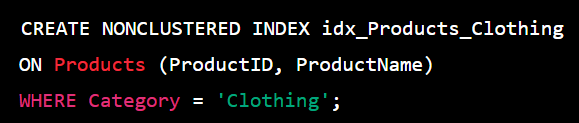 CREATE NONCLUSTERED INDEX idx_Products_Clothing
ON Products (ProductID, ProductName)
WHERE Category = 'Clothing';